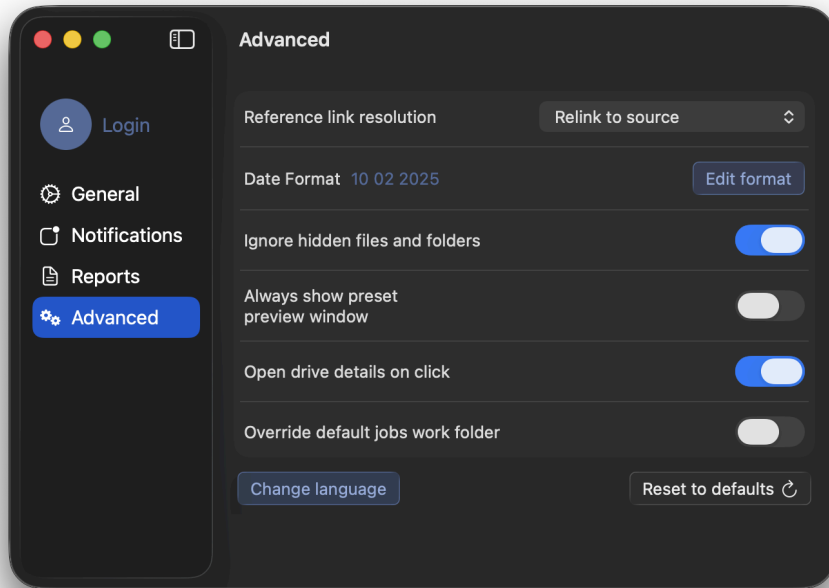 Advanced
Login
General
Notifications
Reports
Advanced
Reference link resolution
Relink to source
Date Format 10 02 2025
Edit format
Ignore hidden files and folders
Always show preset
preview window
Open drive details on click
Override default jobs work folder
Change language
Reset to defaults